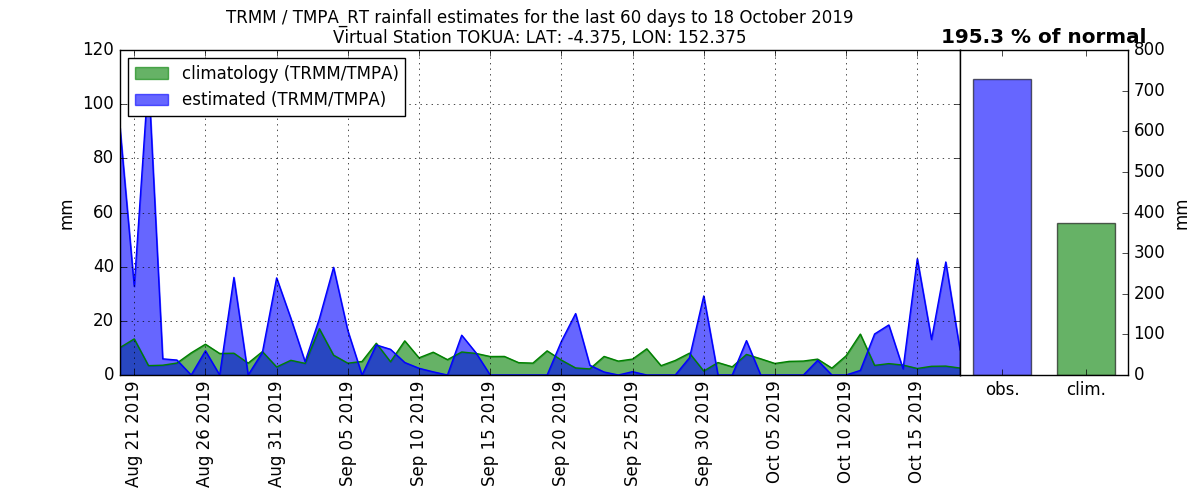 TRMM / TMPA_RT rainfall estimates for the last 60 days to 18 October 2019
Virtual Station TOKUA: LAT: -4.375, LON: 152.375
195.3 % of normal
climatology (TRMM/TMPA)
estimated (TRMM/TMPA)
120
100
80
60
40
20
0
mm
Aug 21 2019
Aug 26 2019
Aug 31 2019
Sep 05 2019
Sep 10 2019
Sep 15 2019
Sep 20 2019
Sep 25 2019
Sep 30 2019
Oct 05 2019
Oct 10 2019
Oct 15 2019
800
700
600
500
400
300
200
100
0
mm
obs.
clim.